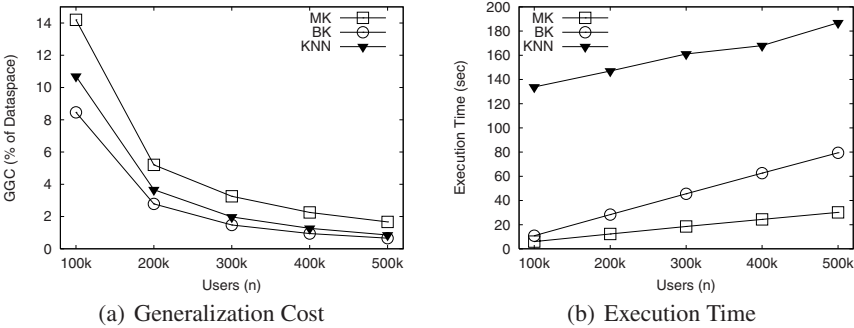 14
12
10
8
6
4
2
0
GGC (% of Dataspace)
MK
BK
KNN
100k 200k 300k 400k 500k
Users (n)
(a) Generalization Cost
200
180
160
140
120
100
80
60
40
20
0
Execution Time (sec)
MK
BK
KNN
100k 200k 300k 400k 500k
Users (n)
(b) Execution Time